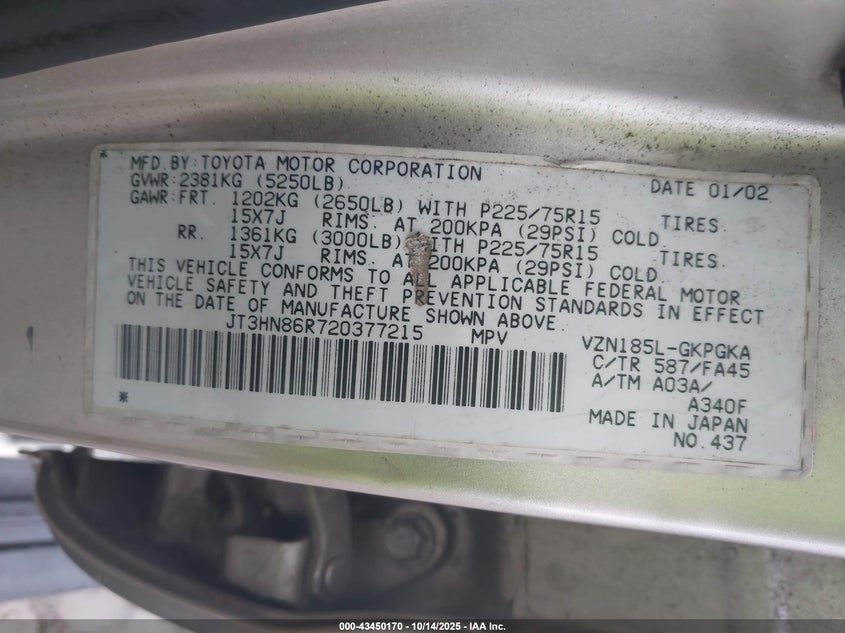 MFD. BY: TOYOTA MOTOR CORPORATION DATE 01/02
GVWR: 2381KG (5250LB)
GAWR: FRT. 1202KG (2650LB) WITH P225/75R15 TIRES
15X7J RIMS. AT 200KPA (29PSI) COLD
RR. 1361KG (3000LB) WITH P225/75R15 TIRES
15X7J RIMS. AT 200KPA (29PSI) COLD.
THIS VEHICLE CONFORMS TO ALL APPLICABLE FEDERAL MOTOR
VEHICLE SAFETY AND THEFT PREVENTION STANDARDS IN EFFECT
ON THE DATE OF MANUFACTURE SHOWN ABOVE.
JT3HN86R720377215 MPV
VZN185L-GKPGKA
C/TR 587/FA45
A/TM A03A/
A340F
MADE IN JAPAN
NO. 437
000-43450170 - 10/14/2025 - IAA Inc.